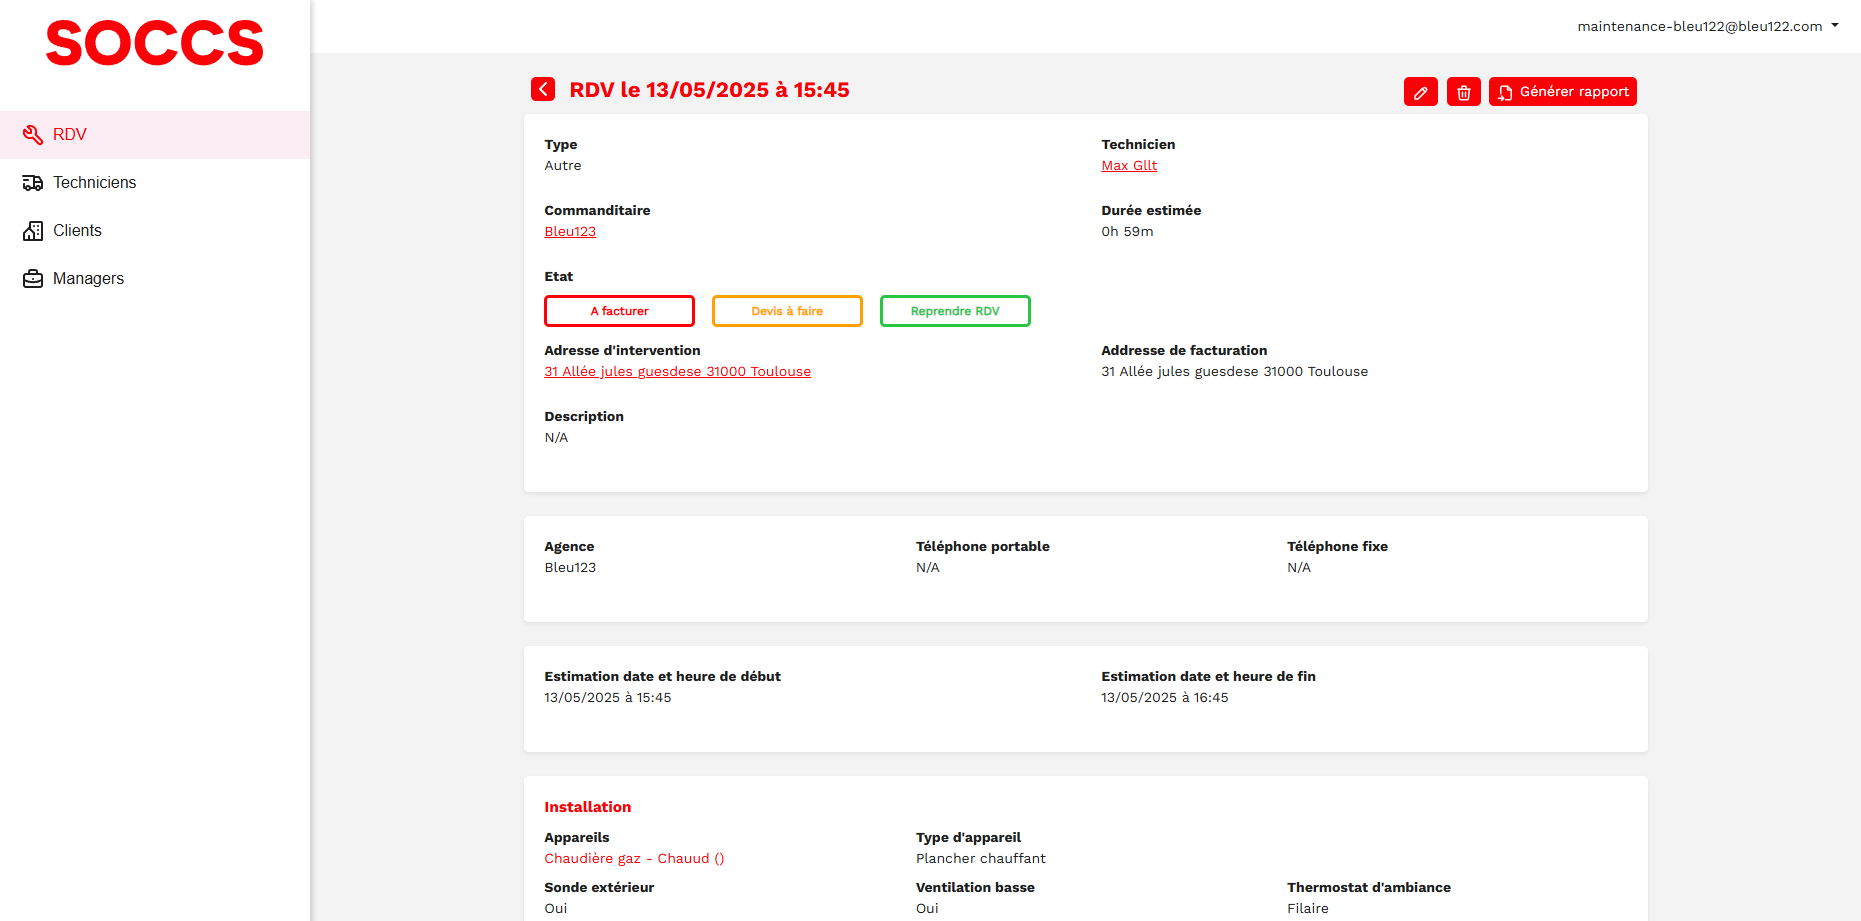 SOCCS
maintenance-bleu122@bleu122.com
RDV
Techniciens
Clients
Managers
RDV le 13/05/2025 à 15:45
Générer rapport
Type
Autre
Technicien
Max Gllt
Commanditaire
Bleu123
Durée estimée
0h 59m
Etat
A facturer
Devis à faire
Reprendre RDV
Adresse d'intervention
31 Allée jules guesdese 31000 Toulouse
Addresse de facturation
31 Allée jules guesdese 31000 Toulouse
Description
N/A
Agence
Bleu123
Téléphone portable
N/A
Téléphone fixe
N/A
Estimation date et heure de début
13/05/2025 à 15:45
Estimation date et heure de fin
13/05/2025 à 16:45
Installation
Appareils
Chaudière gaz - Chauud ()
Type d'appareil
Plancher chauffant
Sonde extérieur
Oui
Ventilation basse
Oui
Thermostat d'ambiance
Filaire